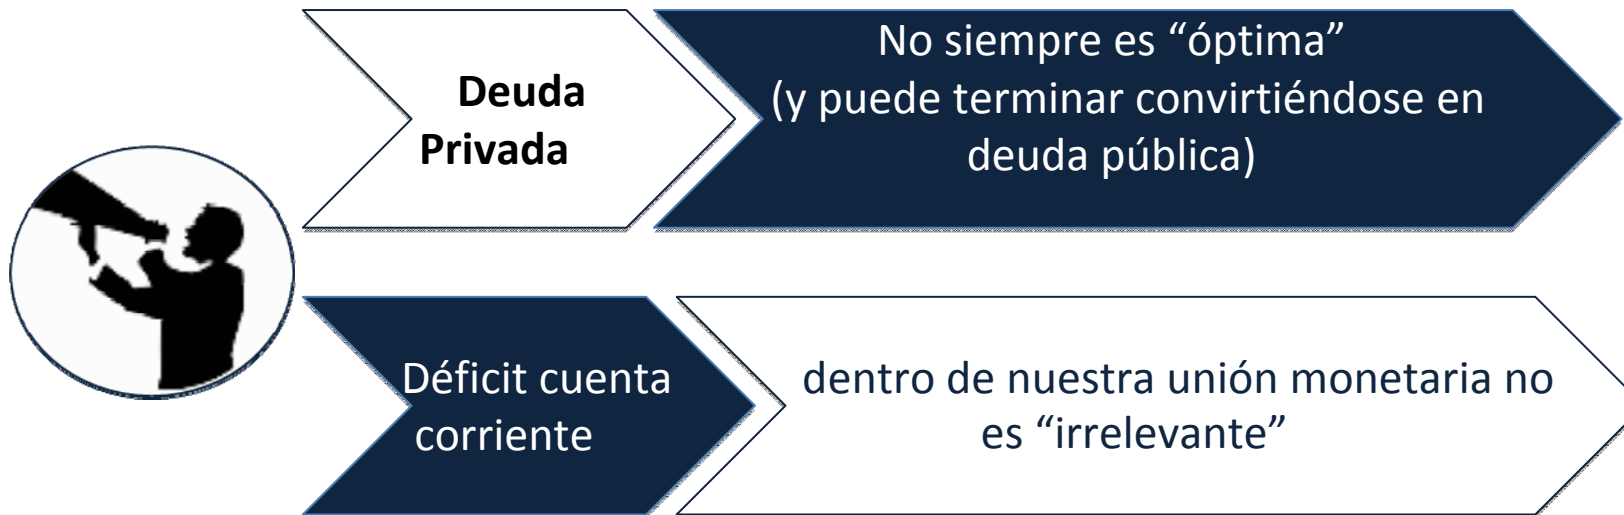 Deuda
Privada
No siempre es “óptima”
(y puede terminar convirtiéndose en
deuda pública)
Déficit cuenta
corriente
dentro de nuestra unión monetaria no
es “irrelevante”